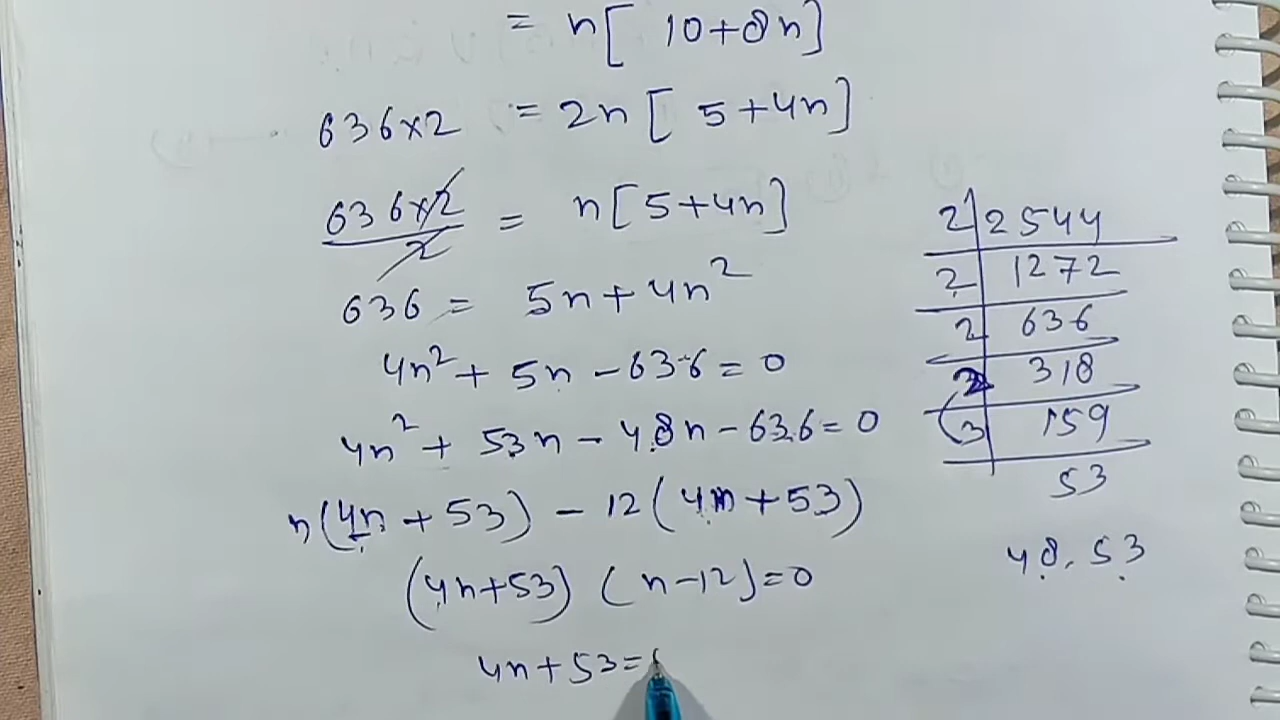 = n[ 10+8n]
636×2 = 2n [ 5+4n]
636×2 / 2 = n[5+4n]
636 = 5n+4n²
4n²+ 5n -636=0
4n²+ 53n - 48n -636=0
n(4n + 53) - 12(4n+53)
(4n+53) (n-12)=0
4n+53=
2 | 2544
2 | 1272
2 | 636
2 | 318
3 | 159
53
48, 53